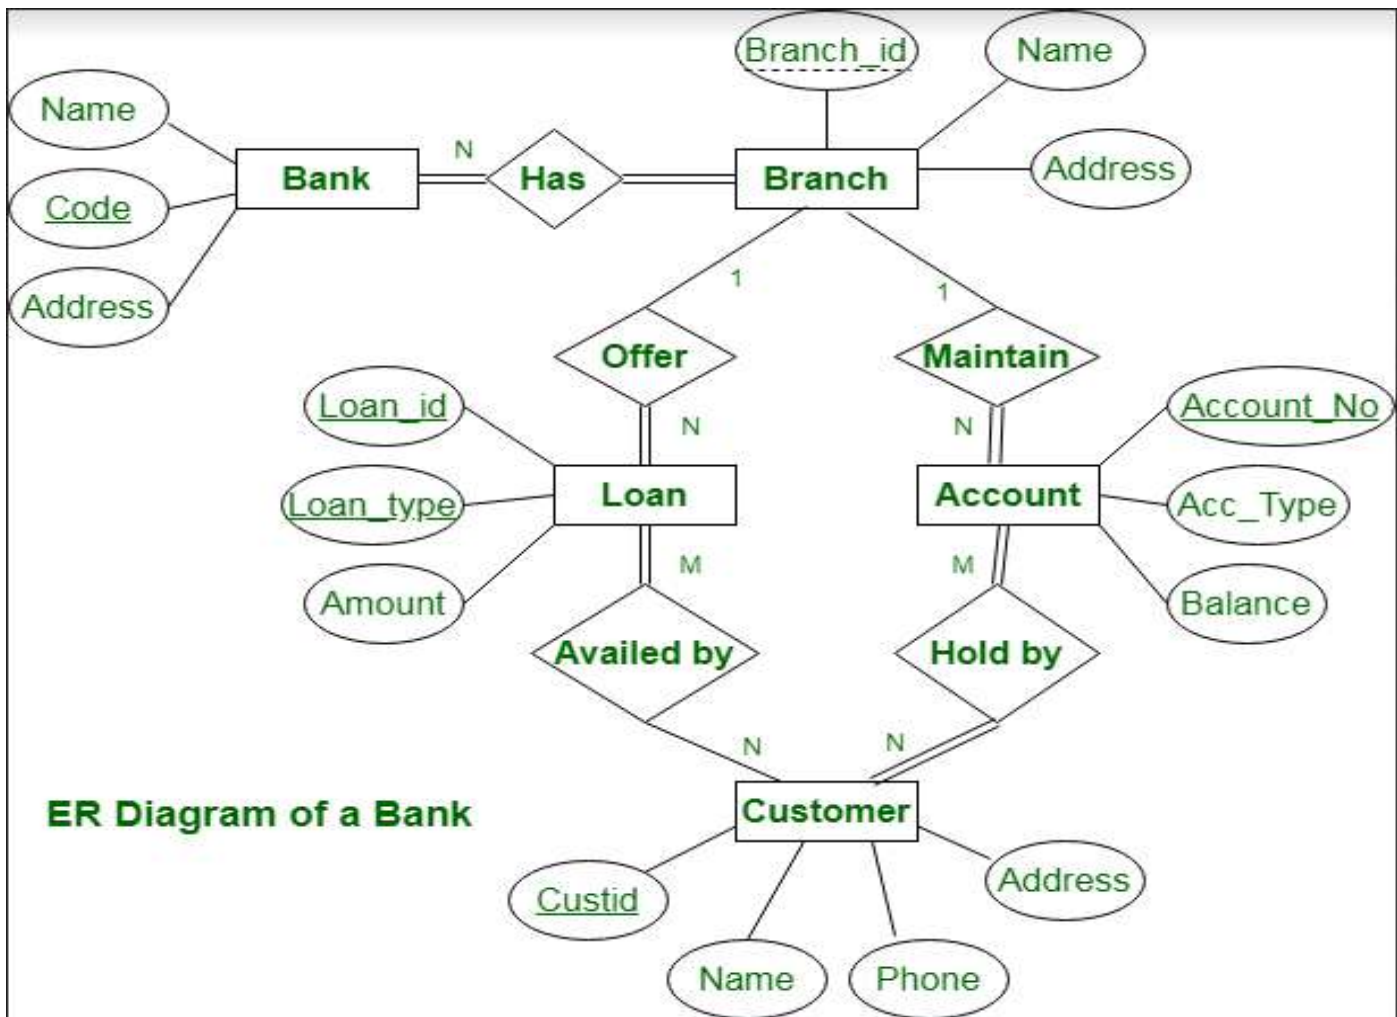 Branch_id
Name
Name
Bank
N
Has
Branch
Address
Code
Address
1
1
Offer
Maintain
Loan_id
N
N
Account_No
Loan_type
Loan
Account
Acc_Type
M
M
Amount
Balance
Availed by
Hold by
N
N
ER Diagram of a Bank
Customer
Custid
Address
Name
Phone